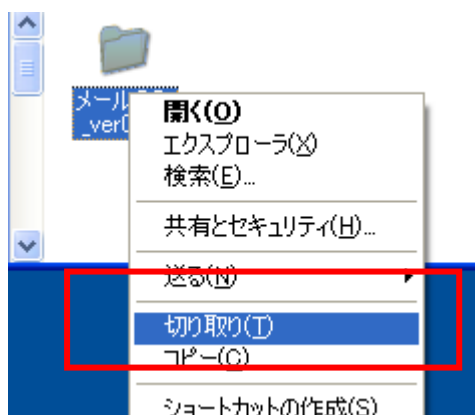 メール
_ver
開く(O)
エクスプローラ(X)
検索(E)...
共有とセキュリティ(H)...
送る(N)
切り取り(T)
コピー(C)
ショートカットの作成(S)